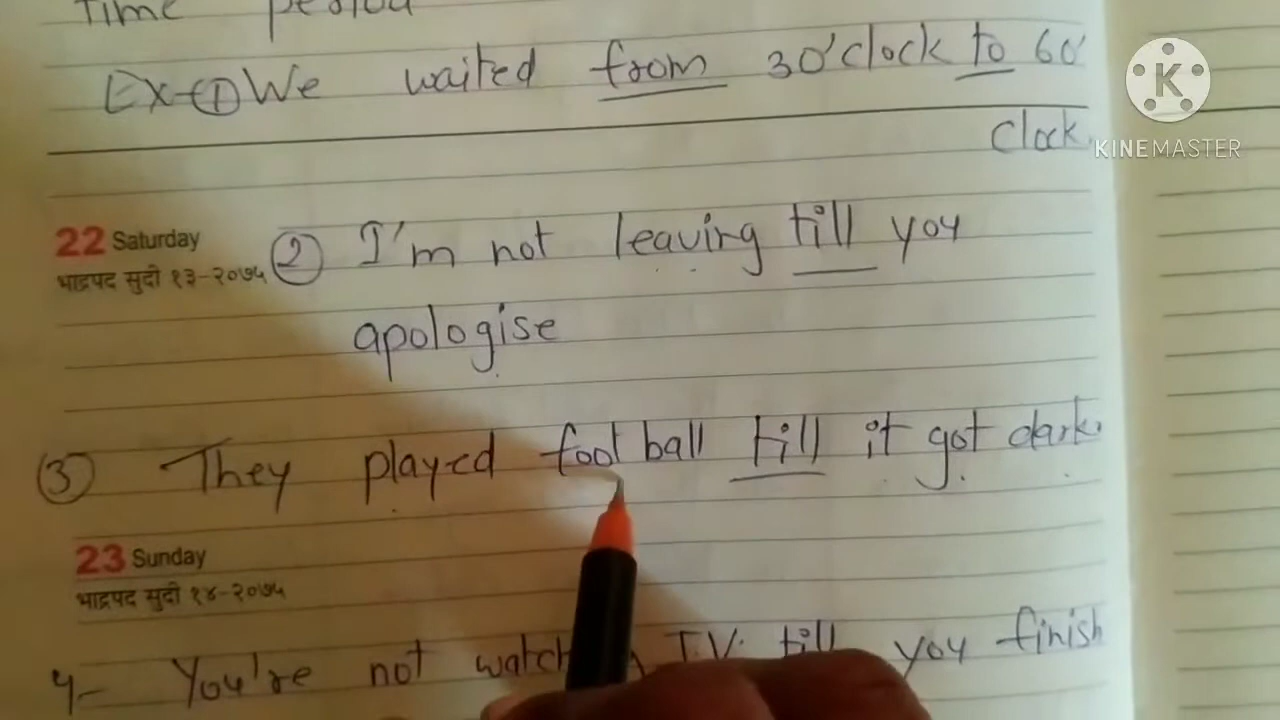 Time period
Ex-① We waited from 3 O'clock to 6 O'
clock.
KINEMASTER
22 Saturday
भाद्रपद सुदी १३-२०७५
② I'm not leaving till you
apologise
③ They played foot ball till it got dark.
23 Sunday
भाद्रपद सुदी १४-२०७५
4- You're not T.V. till you finish